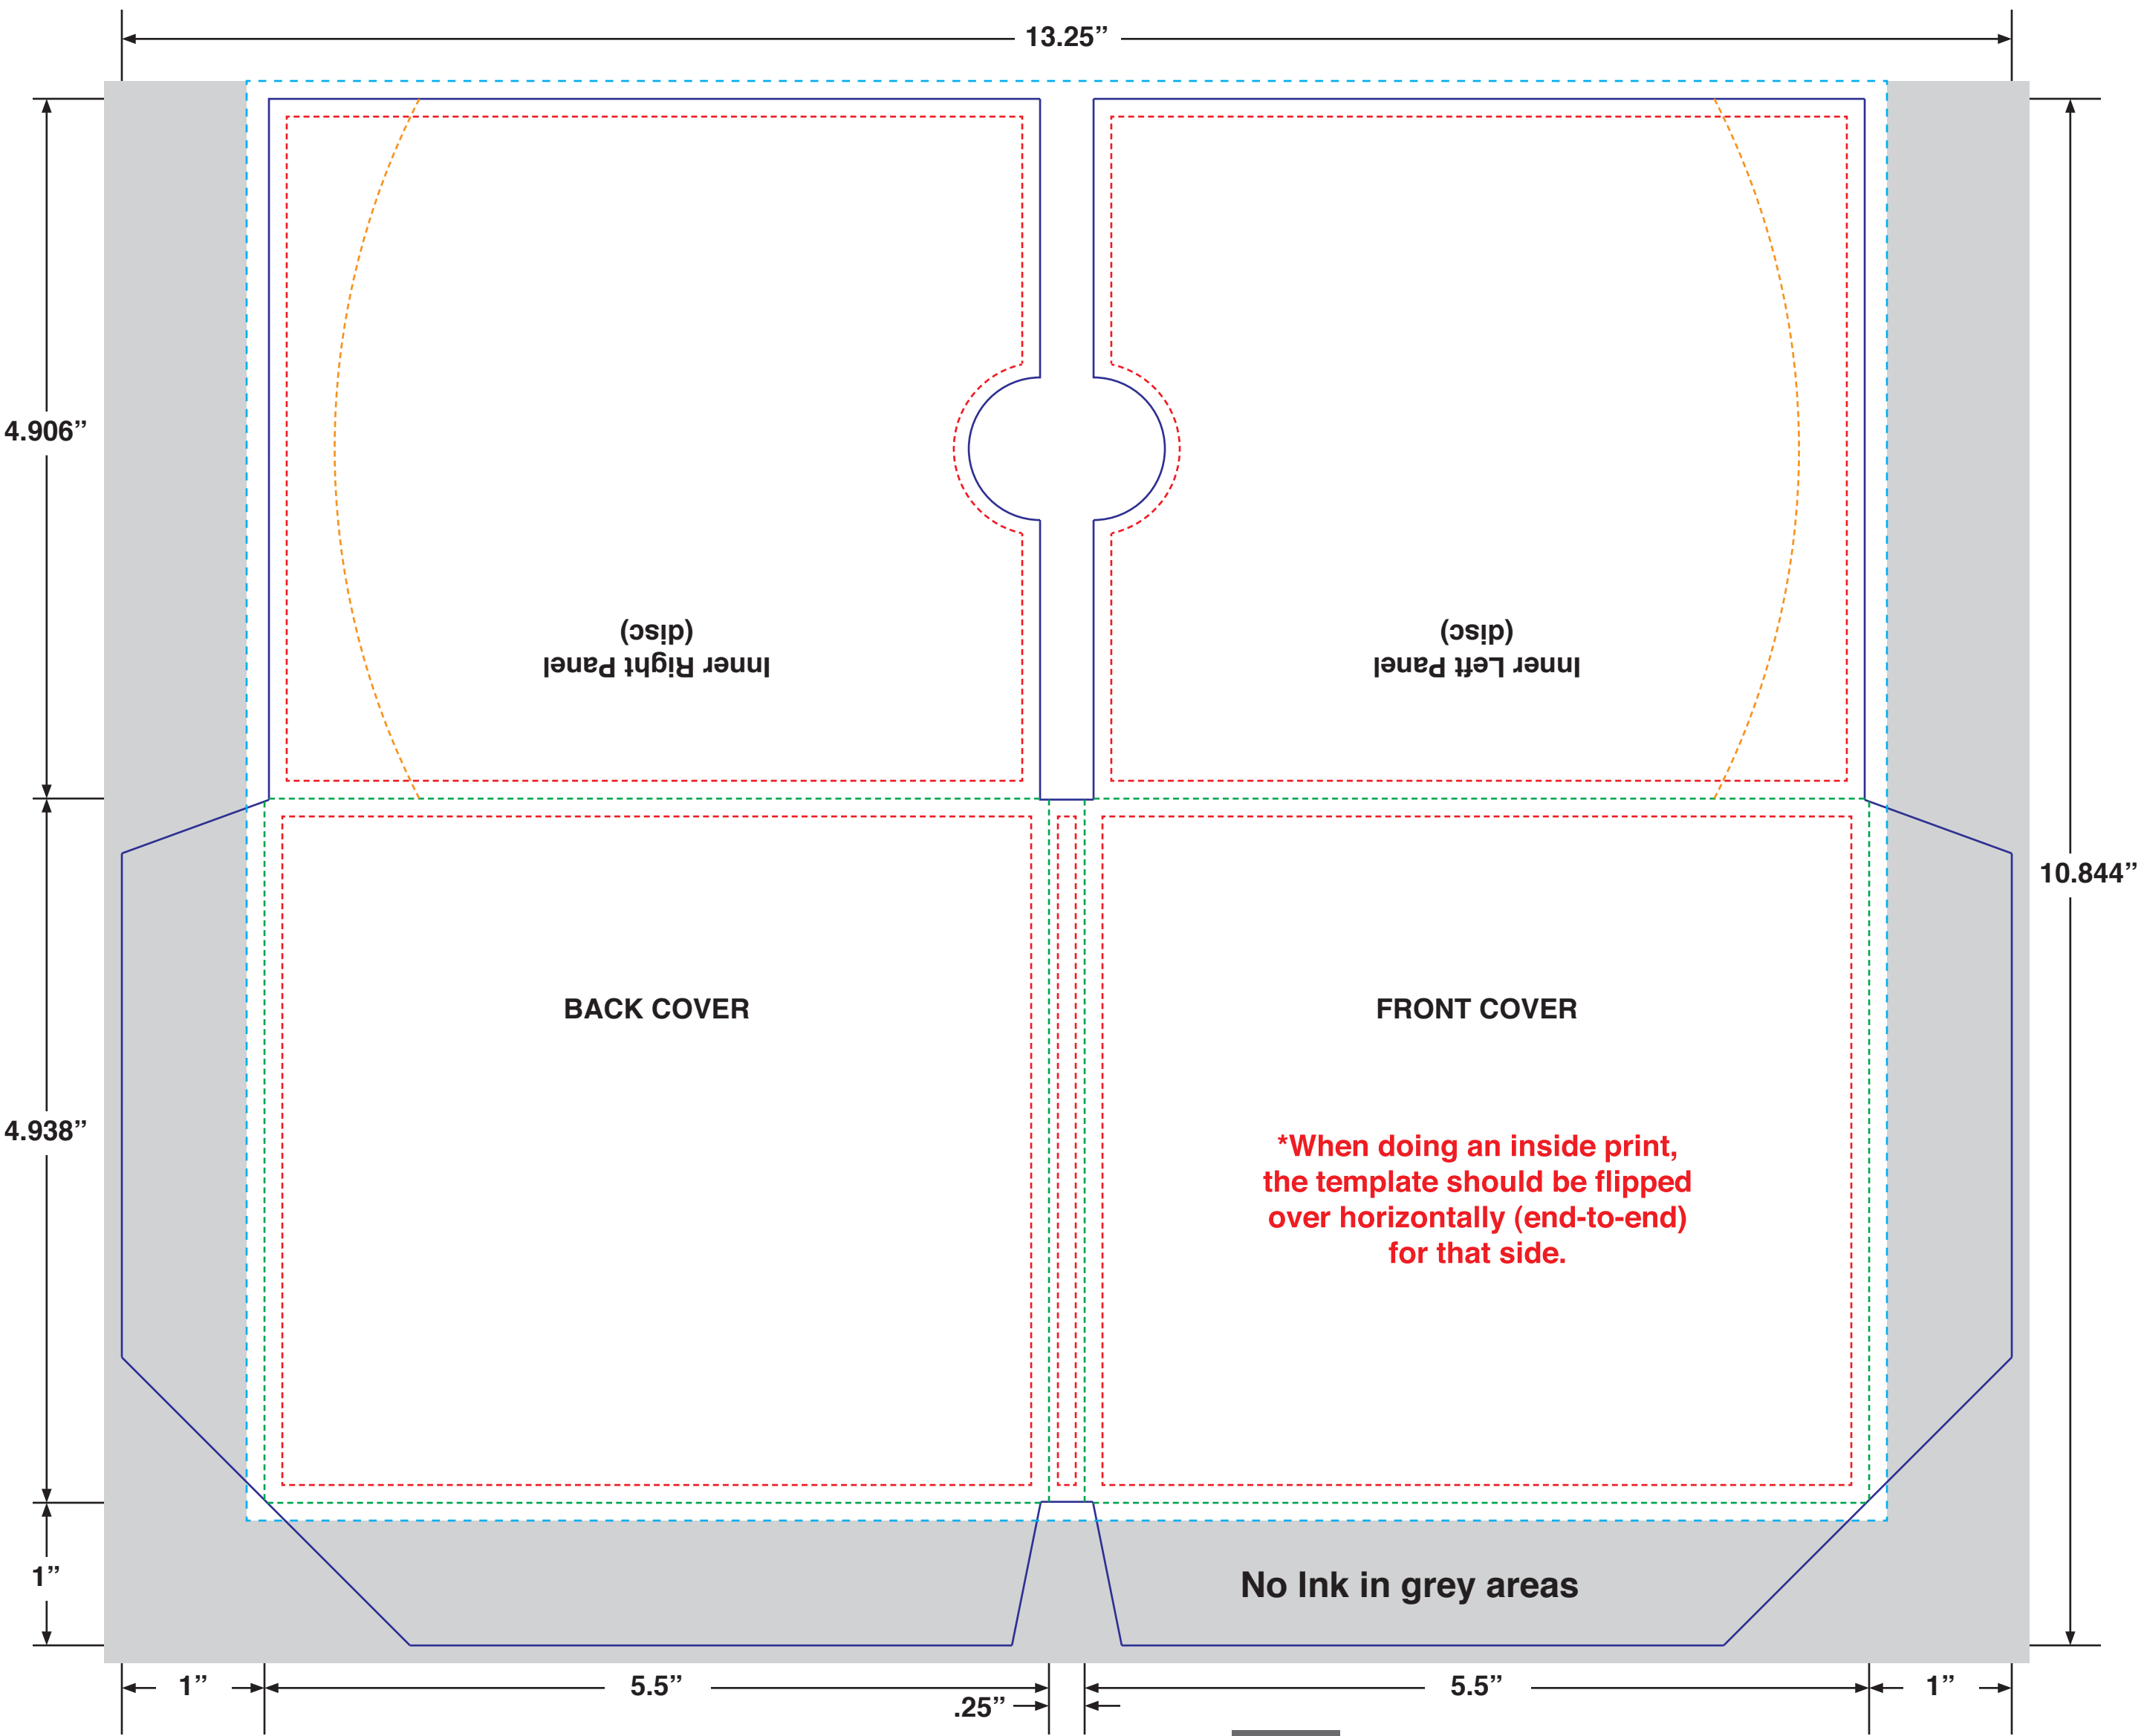 13.25”
4.906”
Inner Right Panel
(disc)
Inner Left Panel
(disc)
10.844”
BACK COVER
FRONT COVER
4.938”
*When doing an inside print,
the template should be flipped
over horizontally (end-to-end)
for that side.
1”
No Ink in grey areas
1”
5.5”
.25”
5.5”
1”